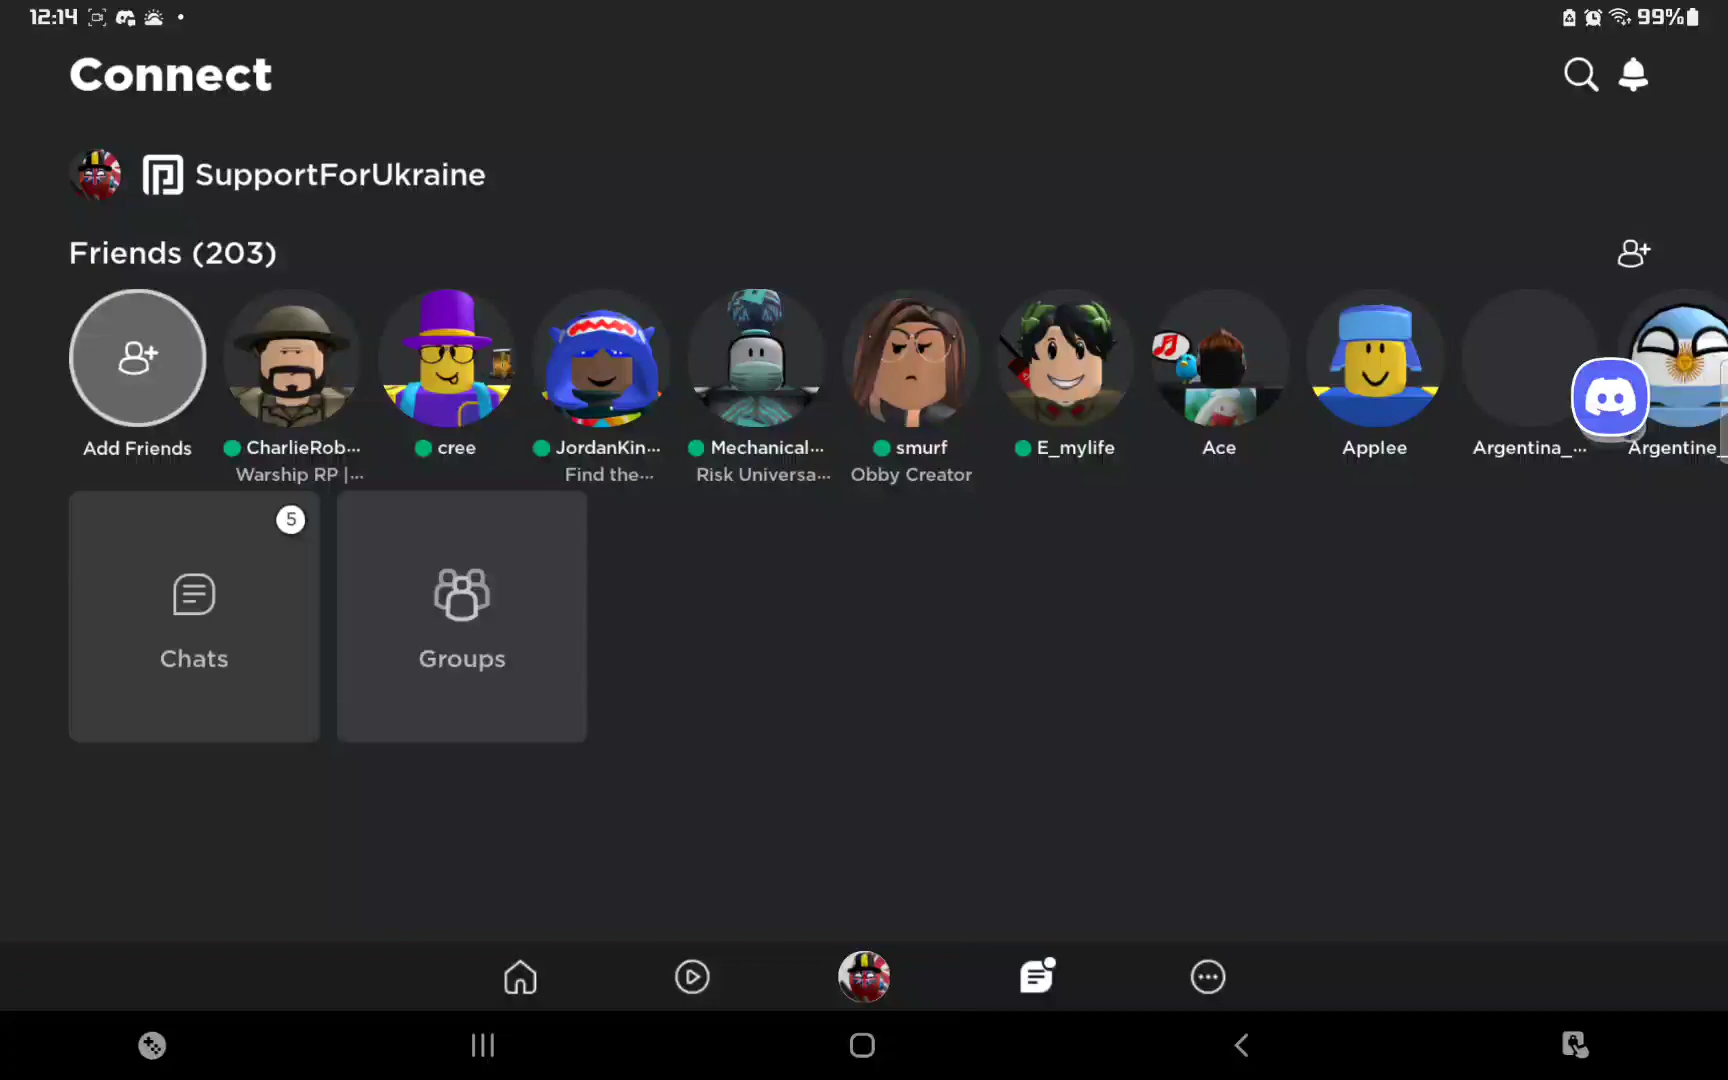 12:14
99%
Connect
SupportForUkraine
Friends (203)
Add Friends
CharlieRob...
cree
JordanKin...
Mechanical...
smurf
E_mylife
Ace
Applee
Argentina_...
Argentine_
Warship RP |...
Find the...
Risk Universa...
Obby Creator
5
Chats
Groups